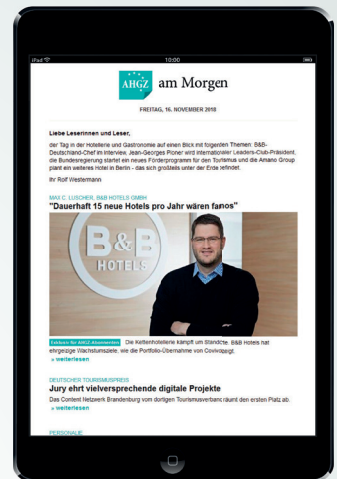 iPad
10:00
AHGZ am Morgen
FREITAG, 16. NOVEMBER 2018
Liebe Leserinnen und Leser,
der Tag in der Hotellerie und Gastronomie auf einen Blick mit folgenden Themen: B&B-
Deutschland-Chef im Interview, Jean-Georges Ploner wird internationaler Leaders-Club-Präsident,
die Bundesregierung startet ein neues Förderprogramm für den Tourismus und die Amano Group
plant ein weiteres Hotel in Berlin - das sich großteils unter der Erde befindet.
Ihr Rolf Westermann
MAX C. LUSCHER, B&B HOTELS GMBH
"Dauerhaft 15 neue Hotels pro Jahr wären famos"
B&B
HOTELS
Exklusiv für AHGZ-Abonnenten Die Kettenhotellerie kämpft um Standorte. B&B Hotels hat
ehrgeizige Wachstumsziele, wie die Portfolio-Übernahme von Covivio zeigt.
» weiterlesen
DEUTSCHER TOURISMUSPREIS
Jury ehrt vielversprechende digitale Projekte
Das Content Netzwerk Brandenburg vom dortigen Tourismusverband räumt den ersten Platz ab.
» weiterlesen
PERSONALIE